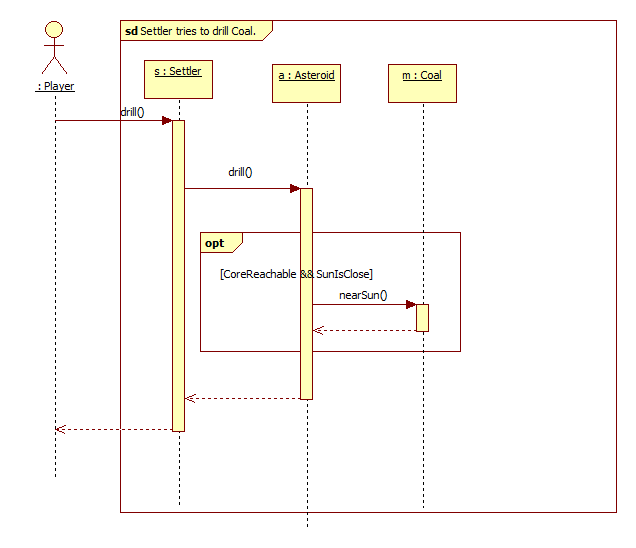 sd Settler tries to drill Coal.
: Player
s : Settler
a : Asteroid
m : Coal
drill()
drill()
opt
[CoreReachable && SunIsClose]
nearSun()